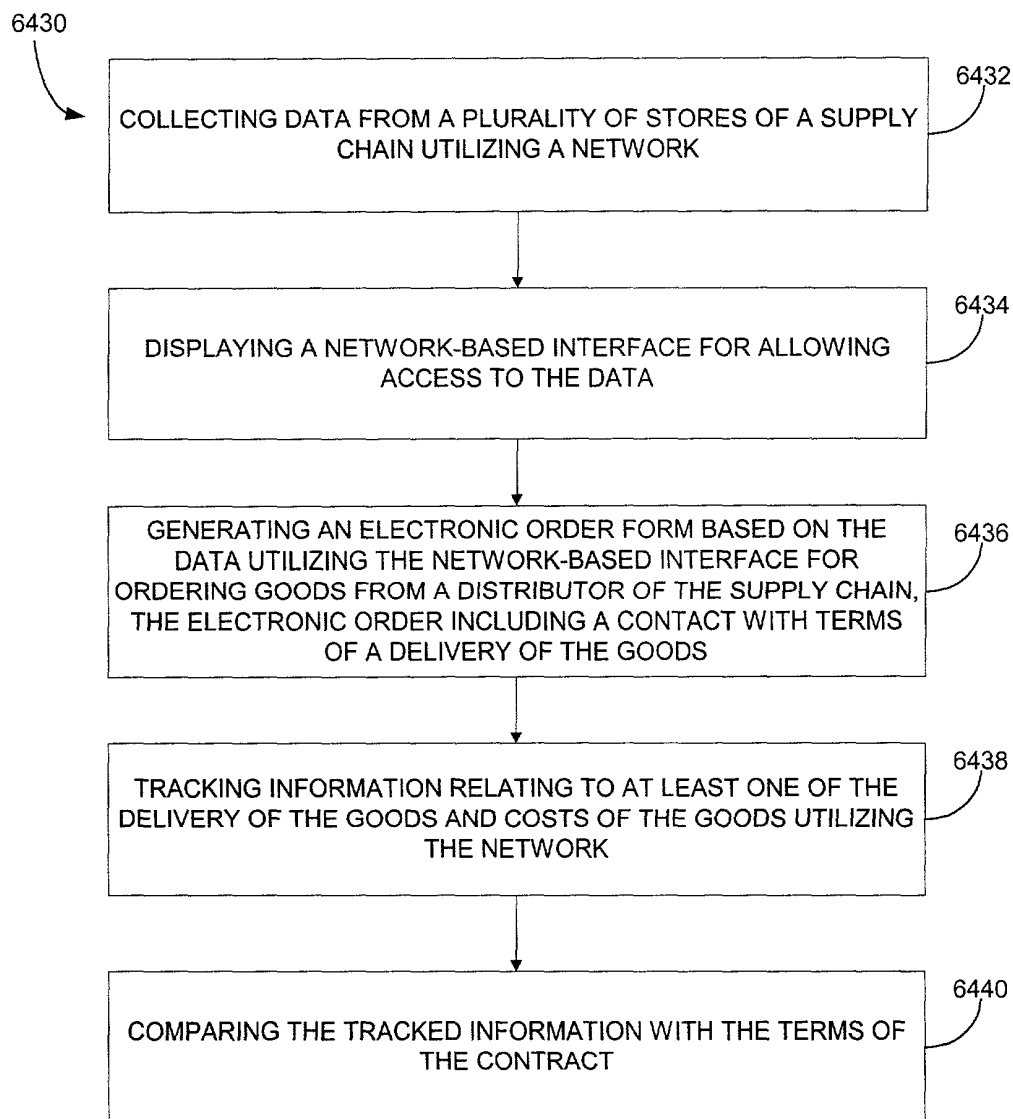 6430
6432
COLLECTING DATA FROM A PLURALITY OF STORES OF A SUPPLY
CHAIN UTILIZING A NETWORK
6434
DISPLAYING A NETWORK-BASED INTERFACE FOR ALLOWING
ACCESS TO THE DATA
6436
GENERATING AN ELECTRONIC ORDER FORM BASED ON THE
DATA UTILIZING THE NETWORK-BASED INTERFACE FOR
ORDERING GOODS FROM A DISTRIBUTOR OF THE SUPPLY CHAIN,
THE ELECTRONIC ORDER INCLUDING A CONTACT WITH TERMS
OF A DELIVERY OF THE GOODS
6438
TRACKING INFORMATION RELATING TO AT LEAST ONE OF THE
DELIVERY OF THE GOODS AND COSTS OF THE GOODS UTILIZING
THE NETWORK
6440
COMPARING THE TRACKED INFORMATION WITH THE TERMS OF
THE CONTRACT